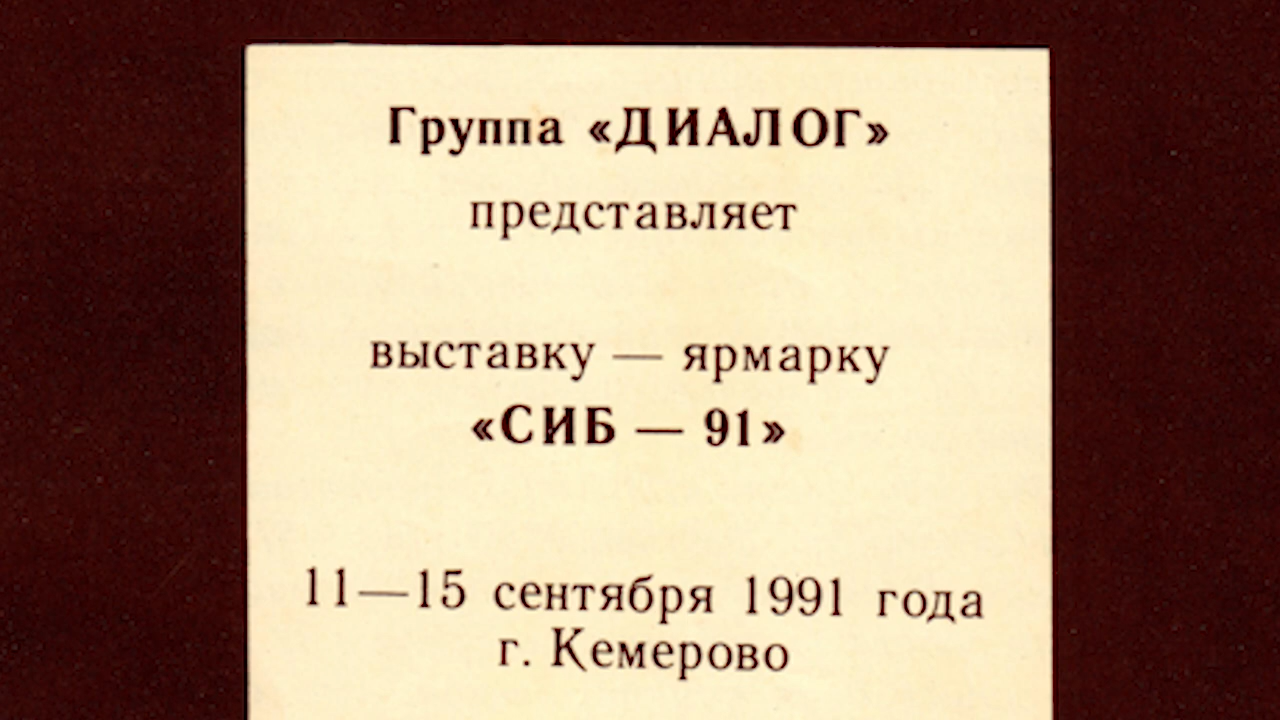 Группа «ДИАЛОГ»
представляет
выставку — ярмарку
«СИБ — 91»
11—15 сентября 1991 года
г. Кемерово